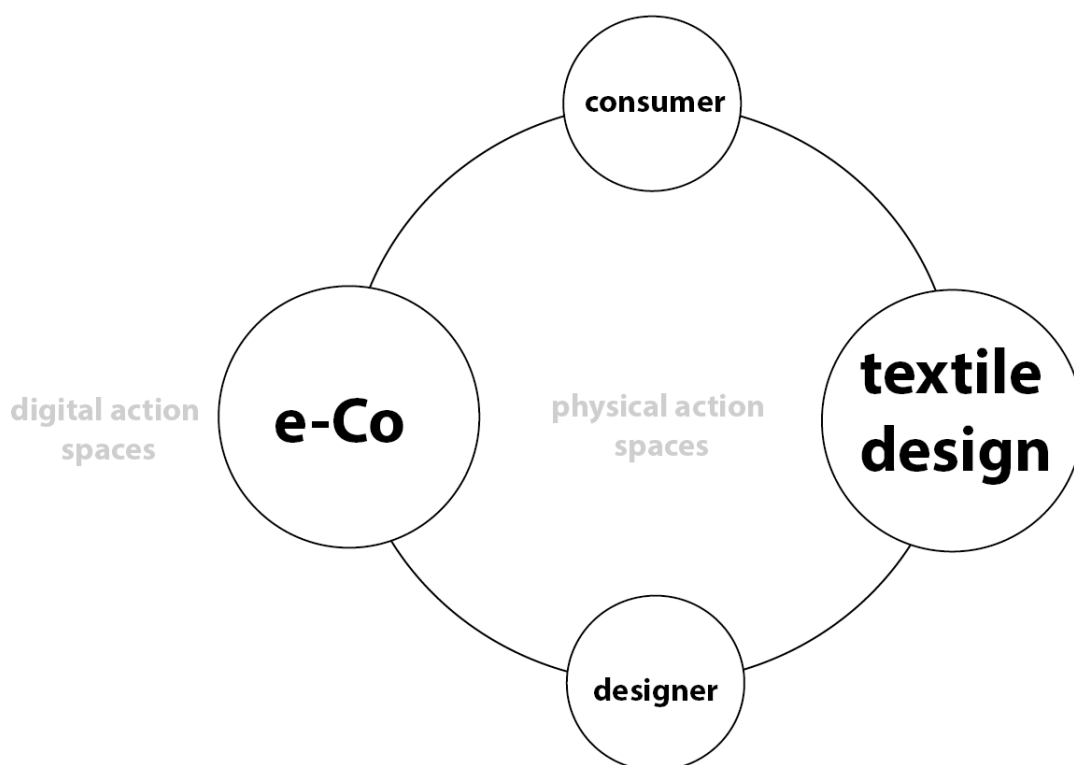 consumer
digital action
spaces
e-Co
physical action
spaces
textile
design
designer